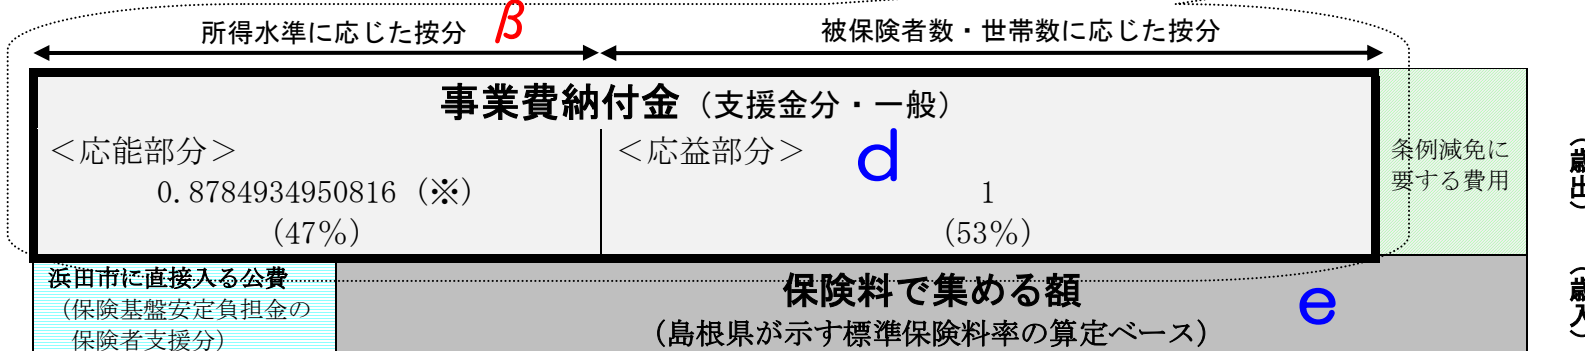 所得水準に応じた按分 β 被保険者数・世帯数に応じた按分
事業費納付金（支援金分・一般）
＜応能部分＞ ＜応益部分＞ d
0.8784934950816（※） 1
（47％） （53％）
条例減免に
要する費用
（歳出）
浜田市に直接入る公費
（保険基盤安定負担金の
保険者支援分）
保険料で集める額 e
（島根県が示す標準保険料率の算定ベース）
（歳入）